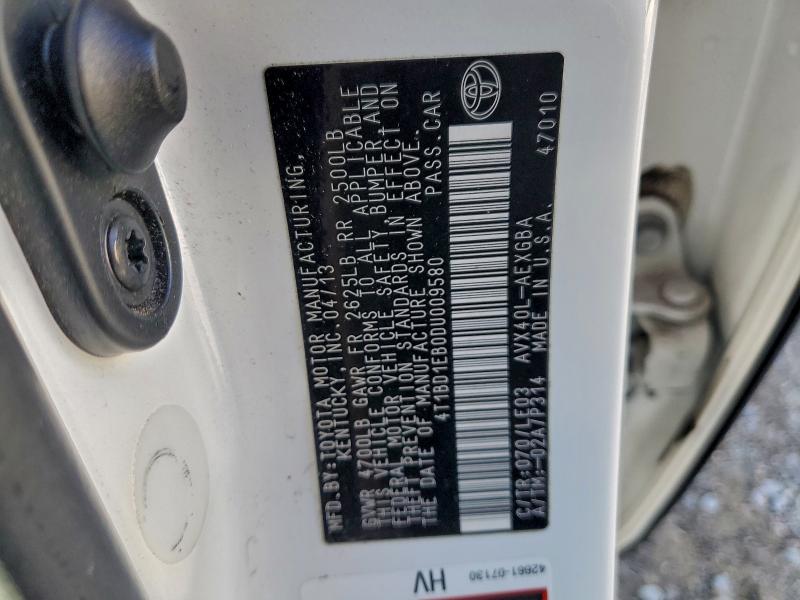 MFD.BY:TOYOTA MOTOR MANUFACTURING,
KENTUCKY,INC. 04/13
GVWR 4700LB GAWR FR 2625LB RR 2500LB
THIS VEHICLE CONFORMS TO ALL APPLICABLE
FEDERAL MOTOR VEHICLE SAFETY, BUMPER AND
THEFT PREVENTION STANDARDS IN EFFECT ON
THE DATE OF MANUFACTURE SHOWN ABOVE.
4T1BD1EB0DU009580 PASS. CAR
C/TR:070/LE03 AVX40L-AEXGBA
A/TM:-02A/P314 MADE IN U.S.A. 47010
42661-07130
HV